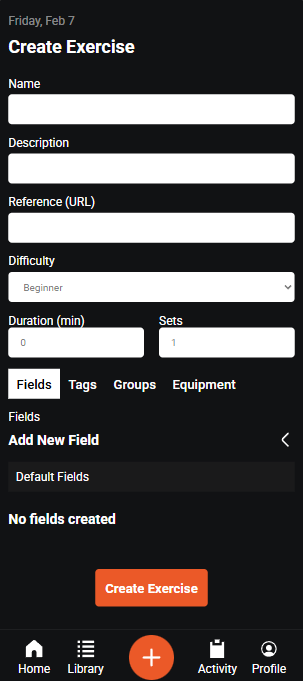 Friday, Feb 7
Create Exercise
Name
Description
Reference (URL)
Difficulty
Beginner
Duration (min) Sets
0 1
Fields Tags Groups Equipment
Fields
Add New Field
Default Fields
No fields created
Create Exercise
Home Library Activity Profile